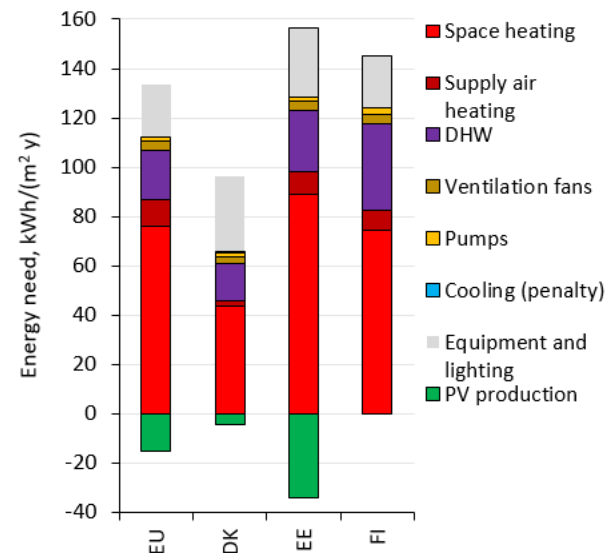 Energy need, kWh/(m² y)
160
140
120
100
80
60
40
20
0
-20
-40
EU
DK
EE
FI
Space heating
Supply air
heating
DHW
Ventilation fans
Pumps
Cooling (penalty)
Equipment and
lighting
PV production